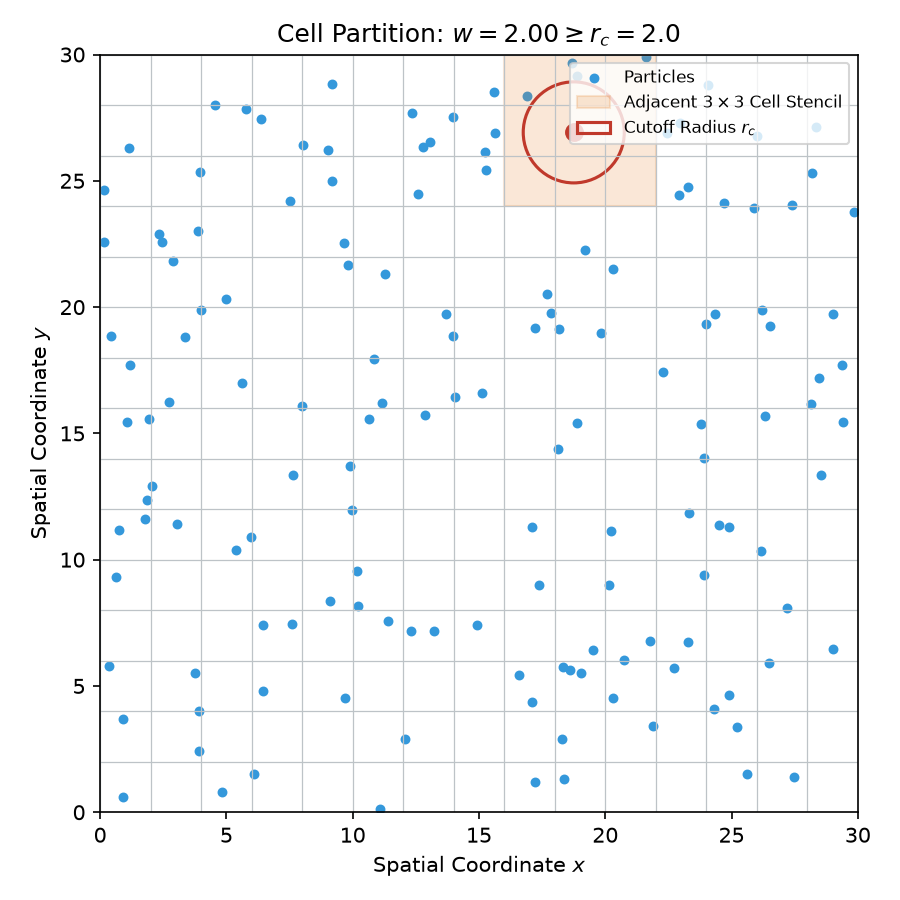 Cell Partition: $w = 2.00 \geq r_c = 2.0$
Particles
Adjacent 3 × 3 Cell Stencil
Cutoff Radius $r_c$
30
25
20
15
10
5
0
Spatial Coordinate $y$
0 5 10 15 20 25 30
Spatial Coordinate $x$